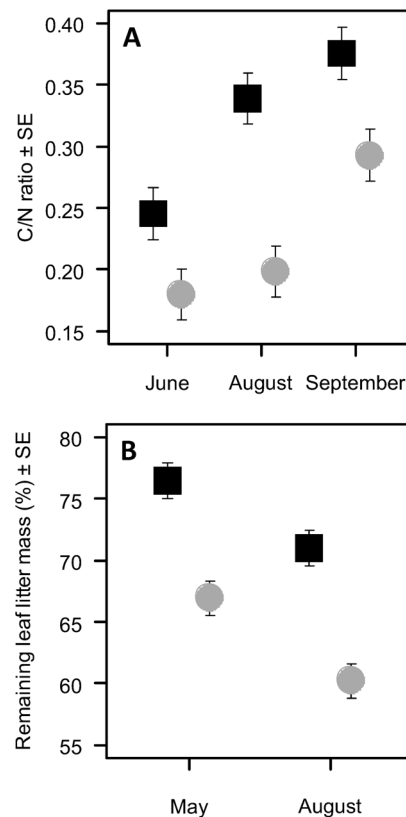 A
C/N ratio ± SE
0.40
0.35
0.30
0.25
0.20
0.15
June August September
B
Remaining leaf litter mass (%) ± SE
80
75
70
65
60
55
May August